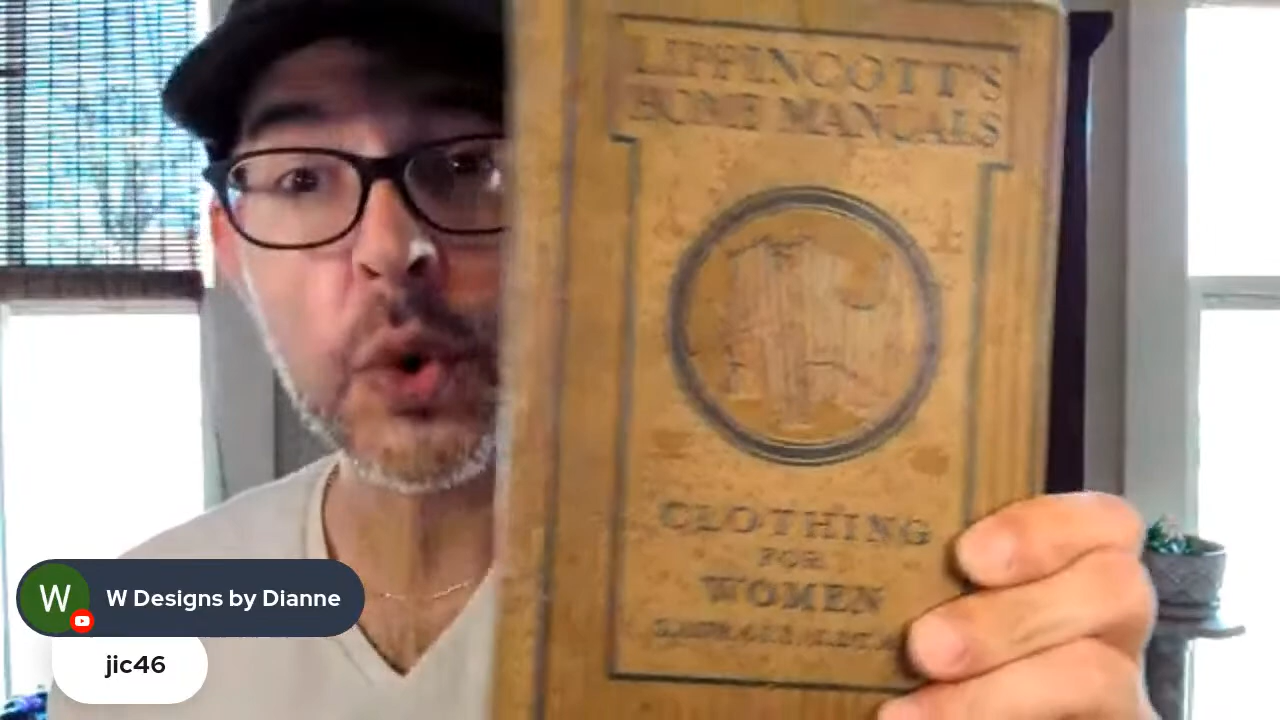 LIPPINCOTT'S
HOME MANUALS
CLOTHING
FOR
WOMEN
W
W Designs by Dianne
jic46